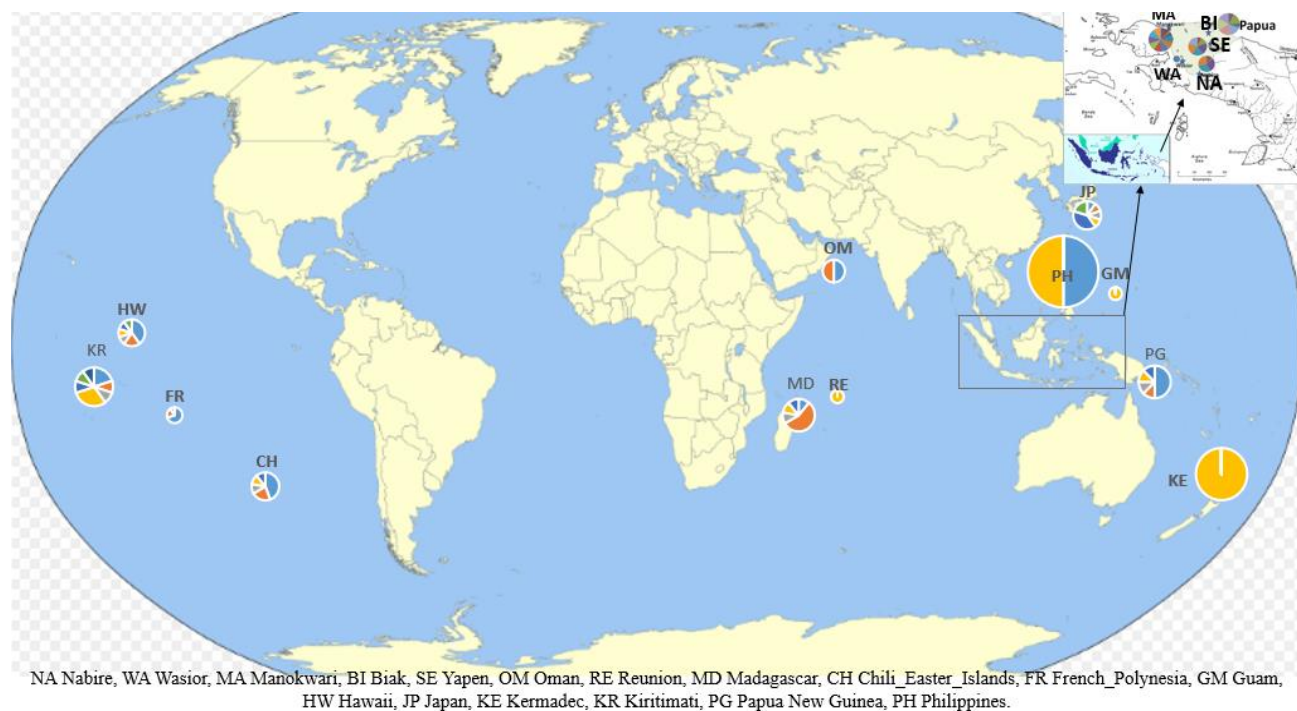 MA
BI
Papua
SE
WA
NA
JP
OM
PH
GM
HW
KR
PG
FR
MD
RE
CH
KE
NA Nabire, WA Wasior, MA Manokwari, BI Biak, SE Yapen, OM Oman, RE Reunion, MD Madagascar, CH Chili_Easter_Islands, FR French_Polynesia, GM Guam,
HW Hawaii, JP Japan, KE Kermadec, KR Kiritimati, PG Papua New Guinea, PH Philippines.